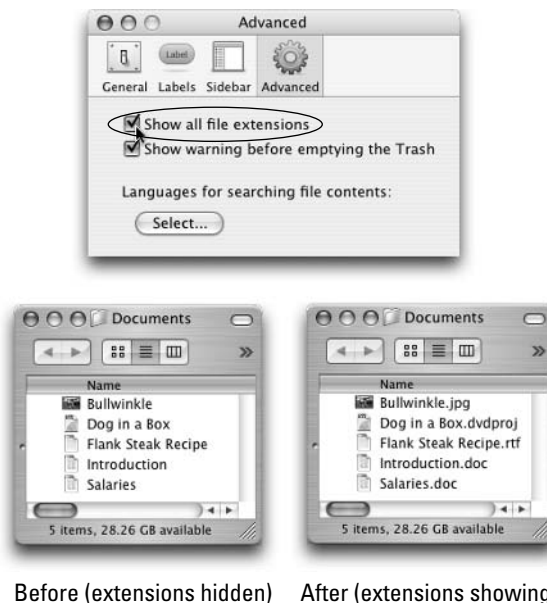 Advanced
Label
General Labels Sidebar Advanced
Show all file extensions
Show warning before emptying the Trash
Languages for searching file contents:
Select...
Documents
Name
Bullwinkle
Dog in a Box
Flank Steak Recipe
Introduction
Salaries
5 items, 28.26 GB available
Documents
Name
Bullwinkle.jpg
Dog in a Box.dvdproj
Flank Steak Recipe.rtf
Introduction.doc
Salaries.doc
5 items, 28.26 GB available
Before (extensions hidden)
After (extensions showing